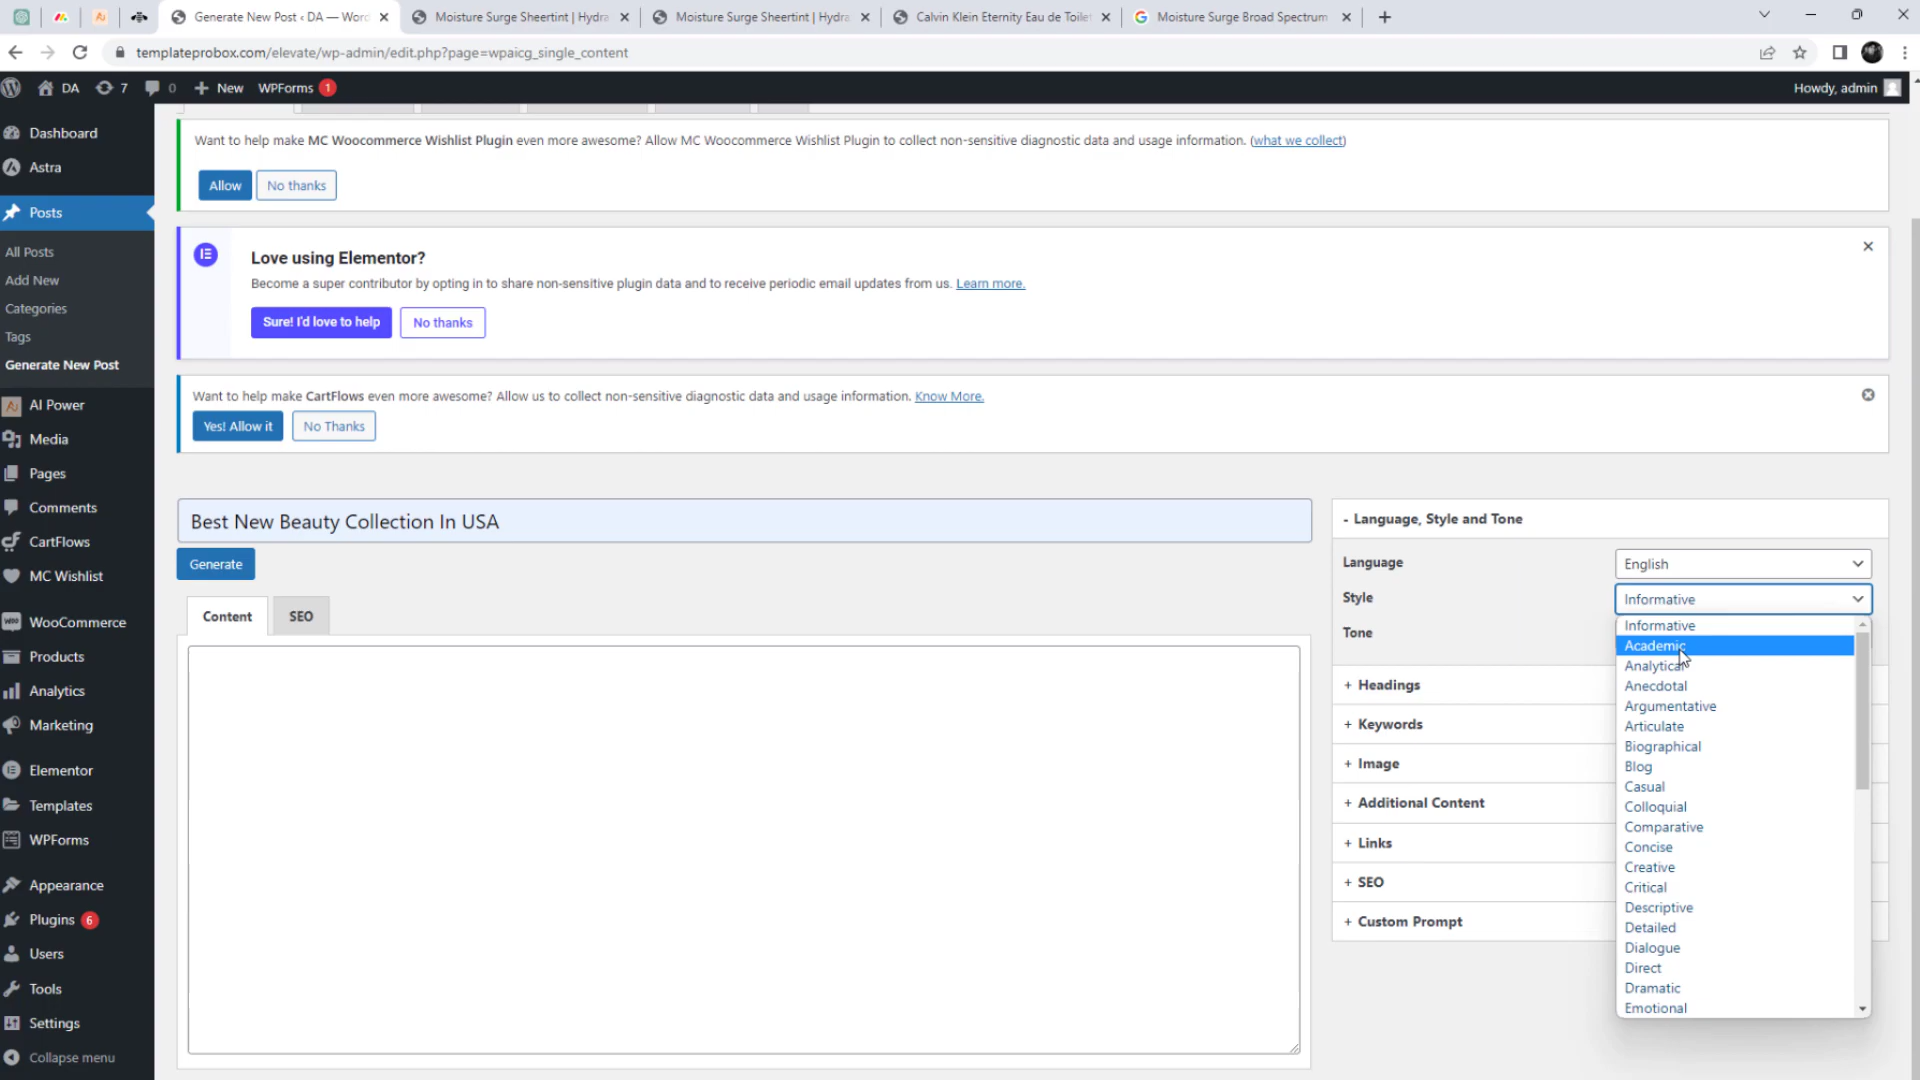 Generate New Post ‹ DA — Word
Moisture Surge Sheertint | Hydra
Moisture Surge Sheertint | Hydra
Calvin Klein Eternity Eau de Toilet
Moisture Surge Broad Spectrum
templateprobox.com/elevate/wp-admin/edit.php?page=wpaicg_single_content
DA
7
0
New
WPForms 1
Howdy, admin
Dashboard
Astra
Posts
All Posts
Add New
Categories
Tags
Generate New Post
AI Power
Media
Pages
Comments
CartFlows
MC Wishlist
WooCommerce
Products
Analytics
Marketing
Elementor
Templates
WPForms
Appearance
Plugins 6
Users
Tools
Settings
Collapse menu
Want to help make MC Woocommerce Wishlist Plugin even more awesome? Allow MC Woocommerce Wishlist Plugin to collect non-sensitive diagnostic data and usage information. (what we collect)
Allow
No thanks
Love using Elementor?
Become a super contributor by opting in to share non-sensitive plugin data and to receive periodic email updates from us. Learn more.
Sure! I'd love to help
No thanks
Want to help make CartFlows even more awesome? Allow us to collect non-sensitive diagnostic data and usage information. Know More.
Yes! Allow it
No Thanks
Best New Beauty Collection In USA
Generate
Content
SEO
- Language, Style and Tone
Language
English
Style
Informative
Tone
+ Headings
+ Keywords
+ Image
+ Additional Content
+ Links
+ SEO
+ Custom Prompt
Informative
Academic
Analytical
Anecdotal
Argumentative
Articulate
Biographical
Blog
Casual
Colloquial
Comparative
Concise
Creative
Critical
Descriptive
Detailed
Dialogue
Direct
Dramatic
Emotional